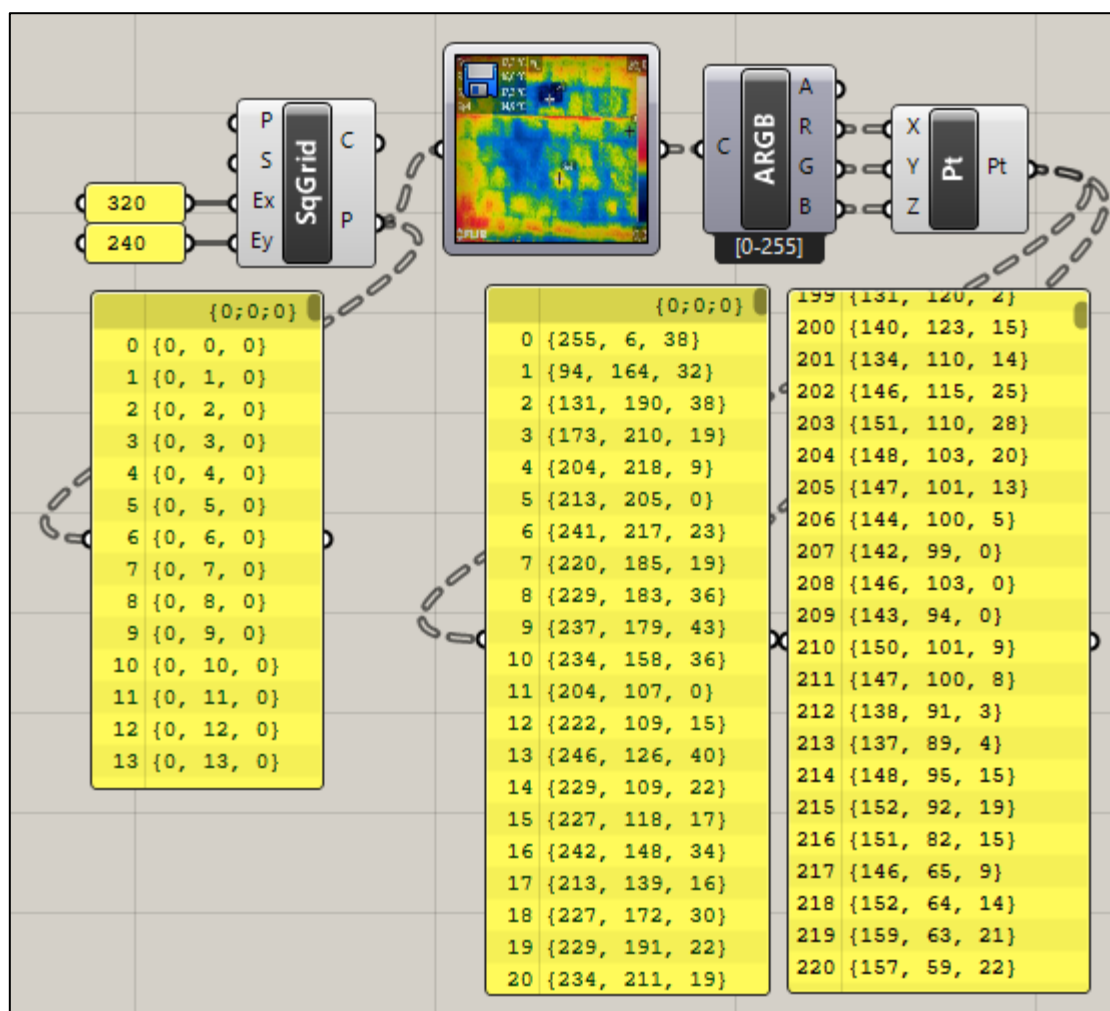 P
S
Ex
Ey
SqGrid
C
P
320
240
C
ARGB
A
R
G
B
[0-255]
X
Y
Z
Pt
Pt
{0;0;0}
0 {0, 0, 0}
1 {0, 1, 0}
2 {0, 2, 0}
3 {0, 3, 0}
4 {0, 4, 0}
5 {0, 5, 0}
6 {0, 6, 0}
7 {0, 7, 0}
8 {0, 8, 0}
9 {0, 9, 0}
10 {0, 10, 0}
11 {0, 11, 0}
12 {0, 12, 0}
13 {0, 13, 0}
{0;0;0}
0 {255, 6, 38}
1 {94, 164, 32}
2 {131, 190, 38}
3 {173, 210, 19}
4 {204, 218, 9}
5 {213, 205, 0}
6 {241, 217, 23}
7 {220, 185, 19}
8 {229, 183, 36}
9 {237, 179, 43}
10 {234, 158, 36}
11 {204, 107, 0}
12 {222, 109, 15}
13 {246, 126, 40}
14 {229, 109, 22}
15 {227, 118, 17}
16 {242, 148, 34}
17 {213, 139, 16}
18 {227, 172, 30}
19 {229, 191, 22}
20 {234, 211, 19}
199 {131, 120, 2}
200 {140, 123, 15}
201 {134, 110, 14}
202 {146, 115, 25}
203 {151, 110, 28}
204 {148, 103, 20}
205 {147, 101, 13}
206 {144, 100, 5}
207 {142, 99, 0}
208 {146, 103, 0}
209 {143, 94, 0}
210 {150, 101, 9}
211 {147, 100, 8}
212 {138, 91, 3}
213 {137, 89, 4}
214 {148, 95, 15}
215 {152, 92, 19}
216 {151, 82, 15}
217 {146, 65, 9}
218 {152, 64, 14}
219 {159, 63, 21}
220 {157, 59, 22}